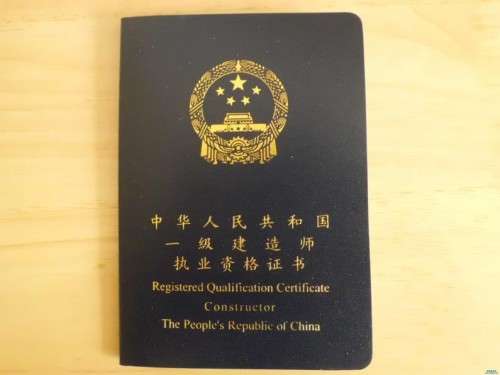 中华人民共和国
一级建造师
执业资格证书
Registered Qualification Certificate
Constructor
The People's Republic of China